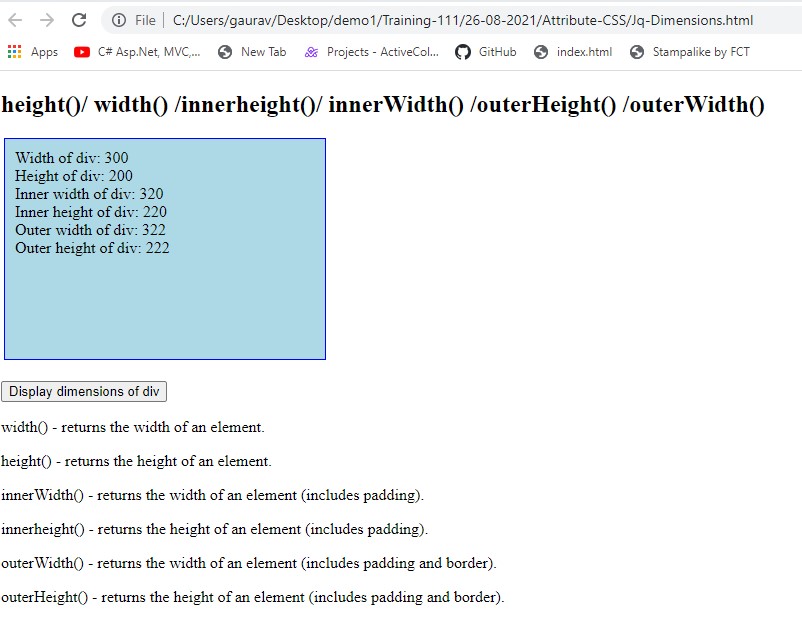 File C:/Users/gaurav/Desktop/demo1/Training-111/26-08-2021/Attribute-CSS/Jq-Dimensions.html
Apps C# Asp.Net, MVC,... New Tab Projects - ActiveCol... GitHub index.html Stampalike by FCT
height()/ width() /innerheight()/ innerWidth() /outerHeight() /outerWidth()
Width of div: 300
Height of div: 200
Inner width of div: 320
Inner height of div: 220
Outer width of div: 322
Outer height of div: 222
Display dimensions of div
width() - returns the width of an element.
height() - returns the height of an element.
innerWidth() - returns the width of an element (includes padding).
innerheight() - returns the height of an element (includes padding).
outerWidth() - returns the width of an element (includes padding and border).
outerHeight() - returns the height of an element (includes padding and border).